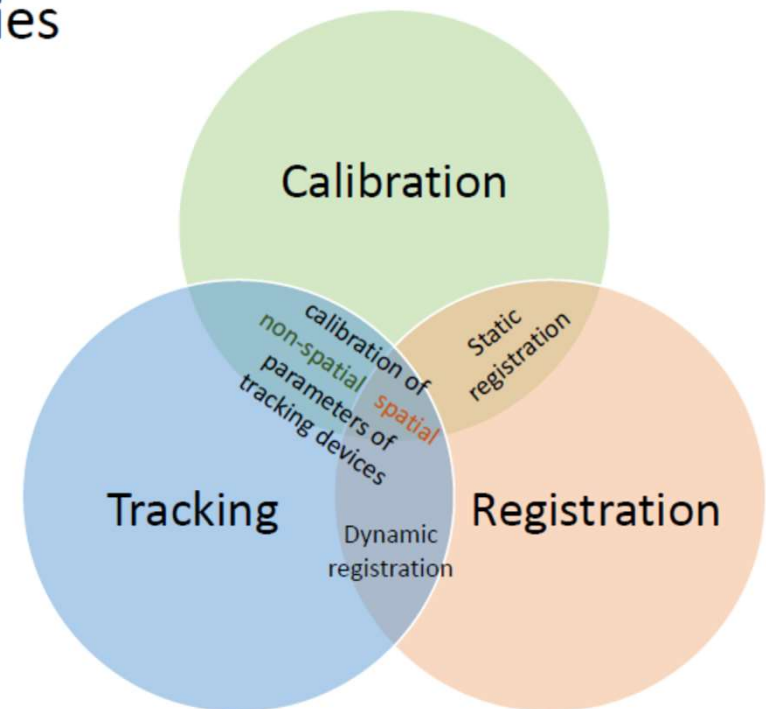 ies
Calibration
calibration of
non-spatial spatial
parameters of
tracking devices
Static
registration
Tracking
Registration
Dynamic
registration